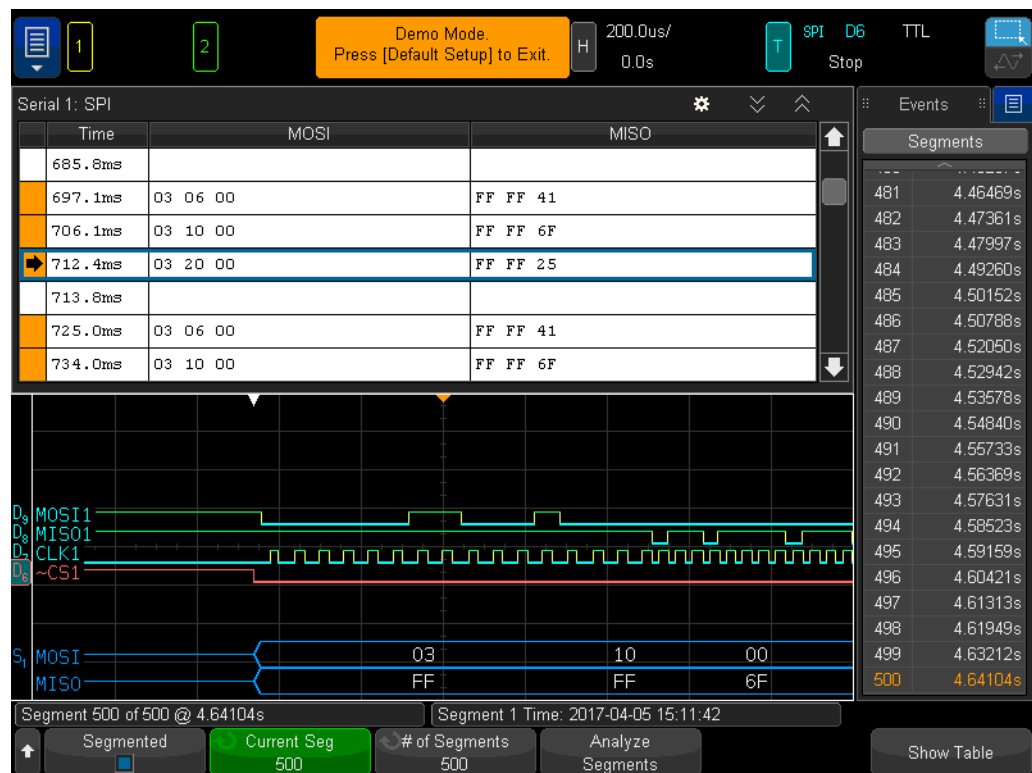 1
2
Demo Mode.
Press [Default Setup] to Exit.
H
200.0us/
0.0s
T
SPI D6 TTL
Stop
Serial 1: SPI
Time MOSI MISO
685.8ms
697.1ms 03 06 00 FF FF 41
706.1ms 03 10 00 FF FF 6F
712.4ms 03 20 00 FF FF 25
713.8ms
725.0ms 03 06 00 FF FF 41
734.0ms 03 10 00 FF FF 6F
Events
Segments
481 4.46469s
482 4.47361s
483 4.47997s
484 4.49260s
485 4.50152s
486 4.50788s
487 4.52050s
488 4.52942s
489 4.53578s
490 4.54840s
491 4.55733s
492 4.56369s
493 4.57631s
494 4.58523s
495 4.59159s
496 4.60421s
497 4.61313s
498 4.61949s
499 4.63212s
500 4.64104s
D9 MOSI1
D8 MISO1
D7 CLK1
D6 ~CS1
S1 MOSI 03 10 00
MISO FF FF 6F
Segment 500 of 500 @ 4.64104s
Segment 1 Time: 2017-04-05 15:11:42
Segmented
Current Seg
500
# of Segments
500
Analyze
Segments
Show Table